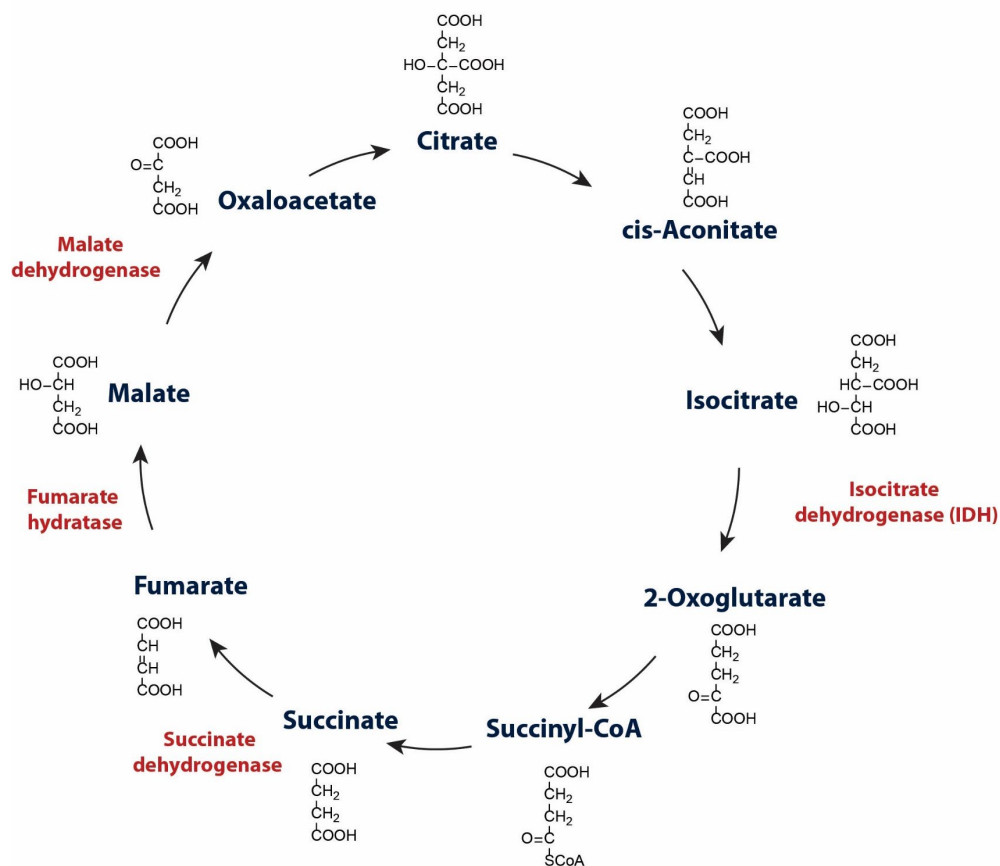 COOH
CH2
HO–C–COOH
CH2
COOH
Citrate
COOH
CH2
C–COOH
CH
COOH
cis-Aconitate
COOH
CH2
HC–COOH
HO–CH
COOH
Isocitrate
Isocitrate
dehydrogenase (IDH)
2-Oxoglutarate
COOH
CH2
CH2
O=C
COOH
Succinyl-CoA
COOH
CH2
CH2
O=C
SCoA
Succinate
COOH
CH2
CH2
COOH
Succinate
dehydrogenase
Fumarate
COOH
CH
CH
COOH
Fumarate
hydratase
Malate
COOH
HO–CH
CH2
COOH
Malate
dehydrogenase
Oxaloacetate
COOH
O=C
CH2
COOH